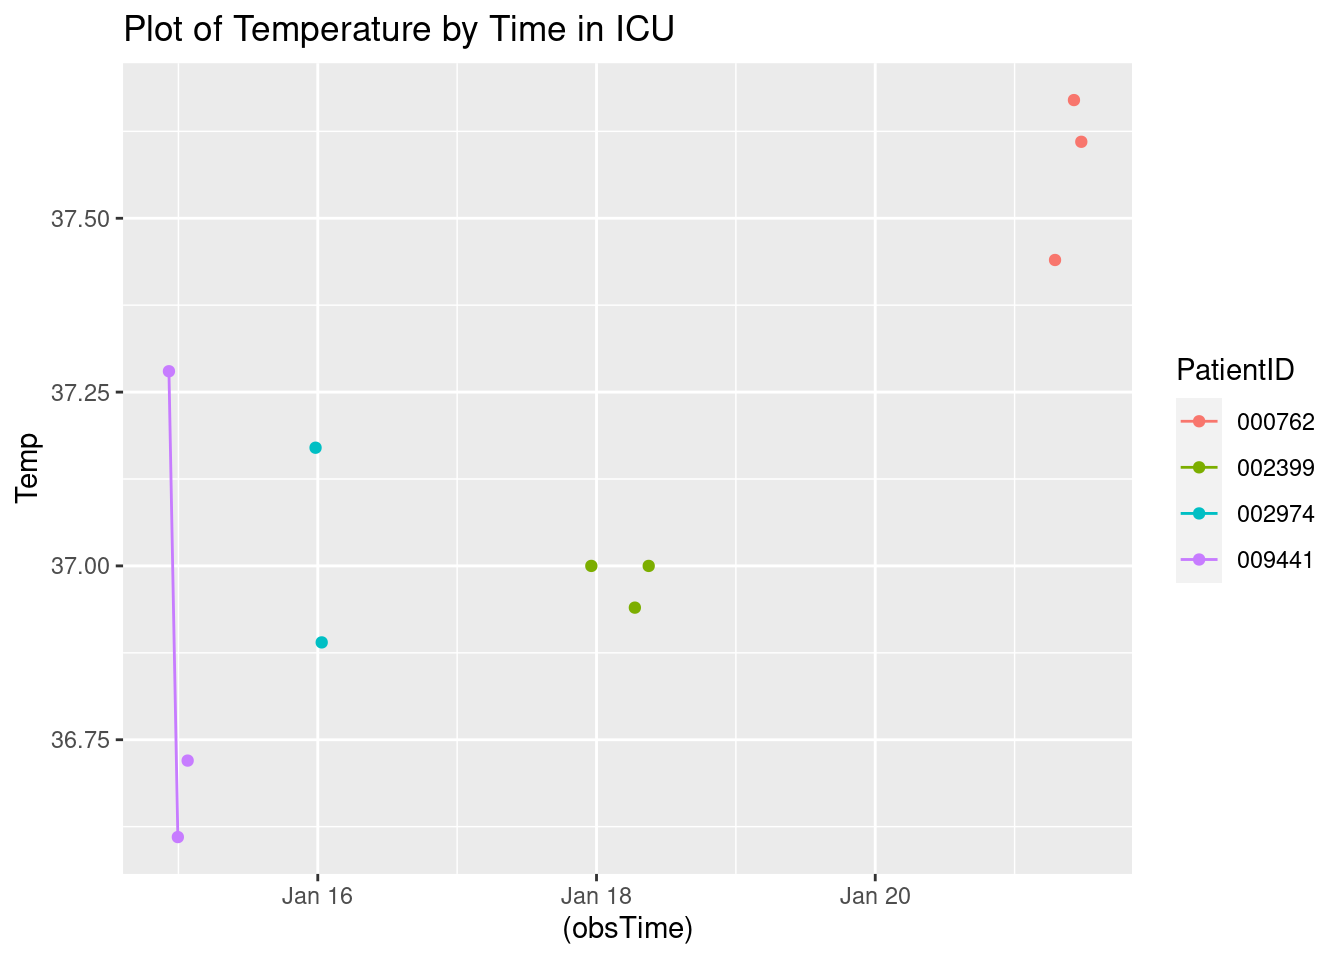 Plot of Temperature by Time in ICU
37.50
37.25
37.00
36.75
Temp
Jan 16
Jan 18
Jan 20
(obsTime)
PatientID
000762
002399
002974
009441